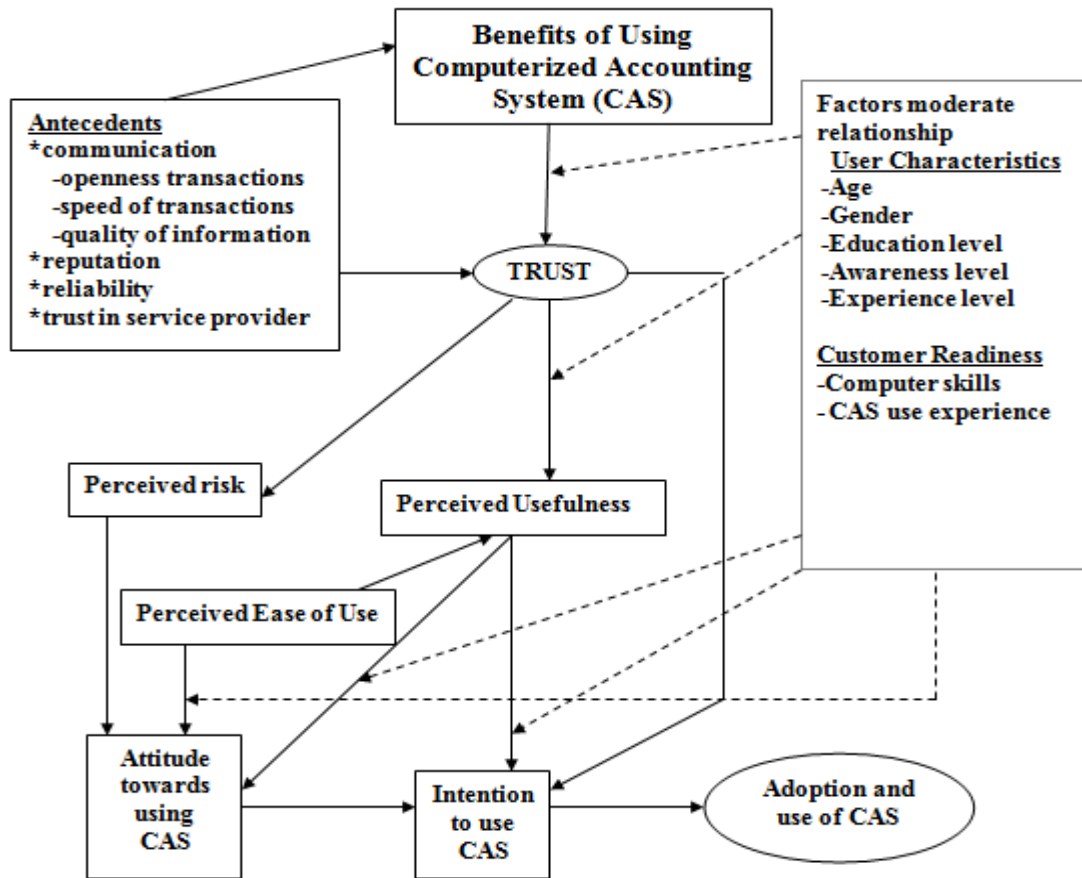 Benefits of Using
Computerized Accounting
System (CAS)
Antecedents
*communication
-openness transactions
-speed of transactions
-quality of information
*reputation
*reliability
*trust in service provider
Factors moderate
relationship
User Characteristics
-Age
-Gender
-Education level
-Awareness level
-Experience level
Customer Readiness
-Computer skills
-CAS use experience
TRUST
Perceived risk
Perceived Usefulness
Perceived Ease of Use
Attitude
towards
using
CAS
Intention
to use
CAS
Adoption and
use of CAS